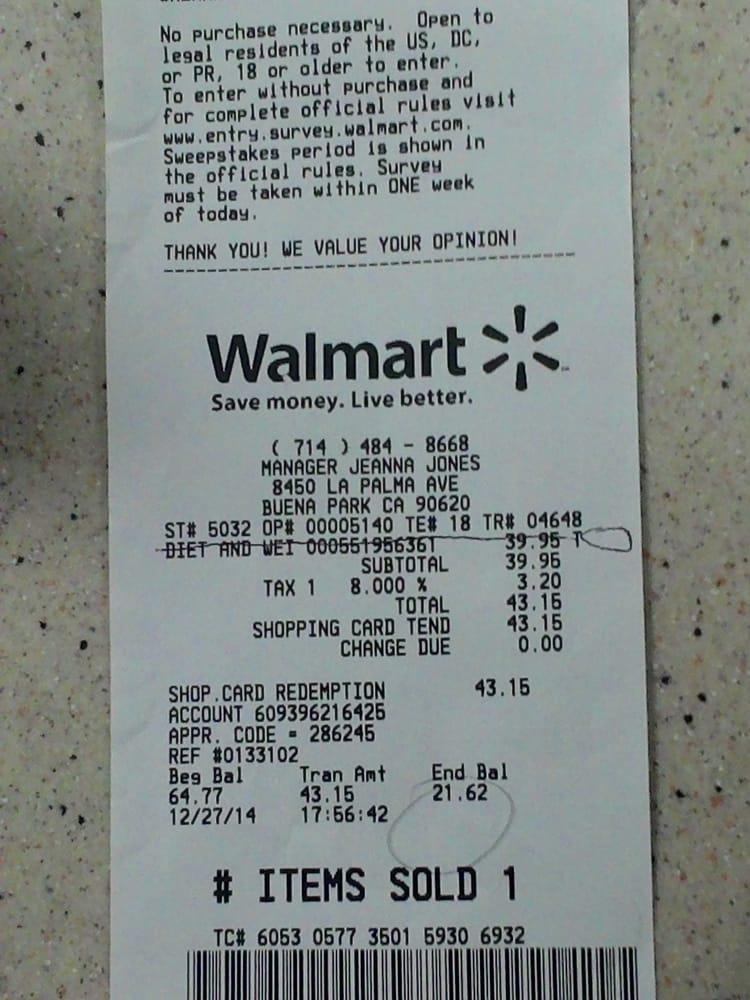 No purchase necessary. Open to
legal residents of the US, DC,
or PR, 18 or older to enter.
To enter without purchase and
for complete official rules visit
www.entry.survey.walmart.com.
Sweepstakes period is shown in
the official rules. Survey
must be taken within ONE week
of today.
THANK YOU! WE VALUE YOUR OPINION!
Walmart
Save money. Live better.
( 714 ) 484 - 8668
MANAGER JEANNA JONES
8450 LA PALMA AVE
BUENA PARK CA 90620
ST# 5032 OP# 00005140 TE# 18 TR# 04648
DIET AND WEI 000551956361 39.95 T
SUBTOTAL 39.95
TAX 1 8.000 % 3.20
TOTAL 43.15
SHOPPING CARD TEND 43.15
CHANGE DUE 0.00
SHOP.CARD REDEMPTION 43.15
ACCOUNT 609396216425
APPR. CODE = 286245
REF #0133102
Beg Bal Tran Amt End Bal
64.77 43.15 21.62
12/27/14 17:56:42
# ITEMS SOLD 1
TC# 6053 0577 3501 5930 6932